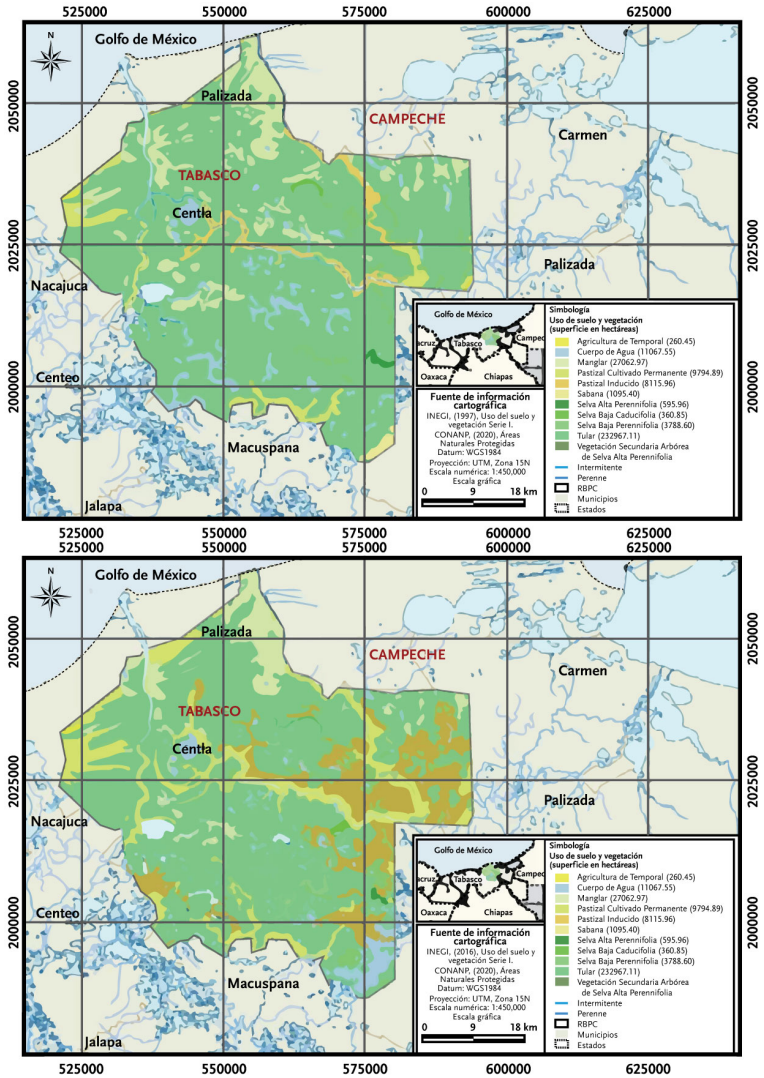 525000 550000 575000 600000 625000
N
Golfo de México
Palizada
CAMPECHE
Carmen
TABASCO
Centla
Palizada
Nacajuca
Centeo
Macuspana
Jalapa
2050000
2025000
2000000
2050000
2025000
2000000
Golfo de México
acruz
Tabasco
Campec
Oaxaca
Chiapas
Fuente de información
cartográfica
INEGI, (1997), Uso del suelo y
vegetación Serie I.
CONANP, (2020), Áreas
Naturales Protegidas
Datum: WGS1984
Proyección: UTM, Zona 15N
Escala numérica: 1:450,000
Escala gráfica
0 9 18 km
Simbología
Uso de suelo y vegetación
(superficie en hectáreas)
Agricultura de Temporal (260.45)
Cuerpo de Agua (11067.55)
Manglar (27062.97)
Pastizal Cultivado Permanente (9794.89)
Pastizal Inducido (8115.96)
Sabana (1095.40)
Selva Alta Perennifolia (595.96)
Selva Baja Caducifolia (360.85)
Selva Baja Perennifolia (3788.60)
Tular (232967.11)
Vegetación Secundaria Arbórea
de Selva Alta Perennifolia
Intermitente
Perenne
RBPC
Municipios
Estados
525000 550000 575000 600000 625000
525000 550000 575000 600000 625000
N
Golfo de México
Palizada
CAMPECHE
Carmen
TABASCO
Centla
Palizada
Nacajuca
Centeo
Macuspana
Jalapa
2050000
2025000
2000000
2050000
2025000
2000000
Golfo de México
acruz
Tabasco
Campec
Oaxaca
Chiapas
Fuente de información
cartográfica
INEGI, (2016), Uso del suelo y
vegetación Serie I.
CONANP, (2020), Áreas
Naturales Protegidas
Datum: WGS1984
Proyección: UTM, Zona 15N
Escala numérica: 1:450,000
Escala gráfica
0 9 18 km
Simbología
Uso de suelo y vegetación
(superficie en hectáreas)
Agricultura de Temporal (260.45)
Cuerpo de Agua (11067.55)
Manglar (27062.97)
Pastizal Cultivado Permanente (9794.89)
Pastizal Inducido (8115.96)
Sabana (1095.40)
Selva Alta Perennifolia (595.96)
Selva Baja Caducifolia (360.85)
Selva Baja Perennifolia (3788.60)
Tular (232967.11)
Vegetación Secundaria Arbórea
de Selva Alta Perennifolia
Intermitente
Perenne
RBPC
Municipios
Estados
525000 550000 575000 600000 625000